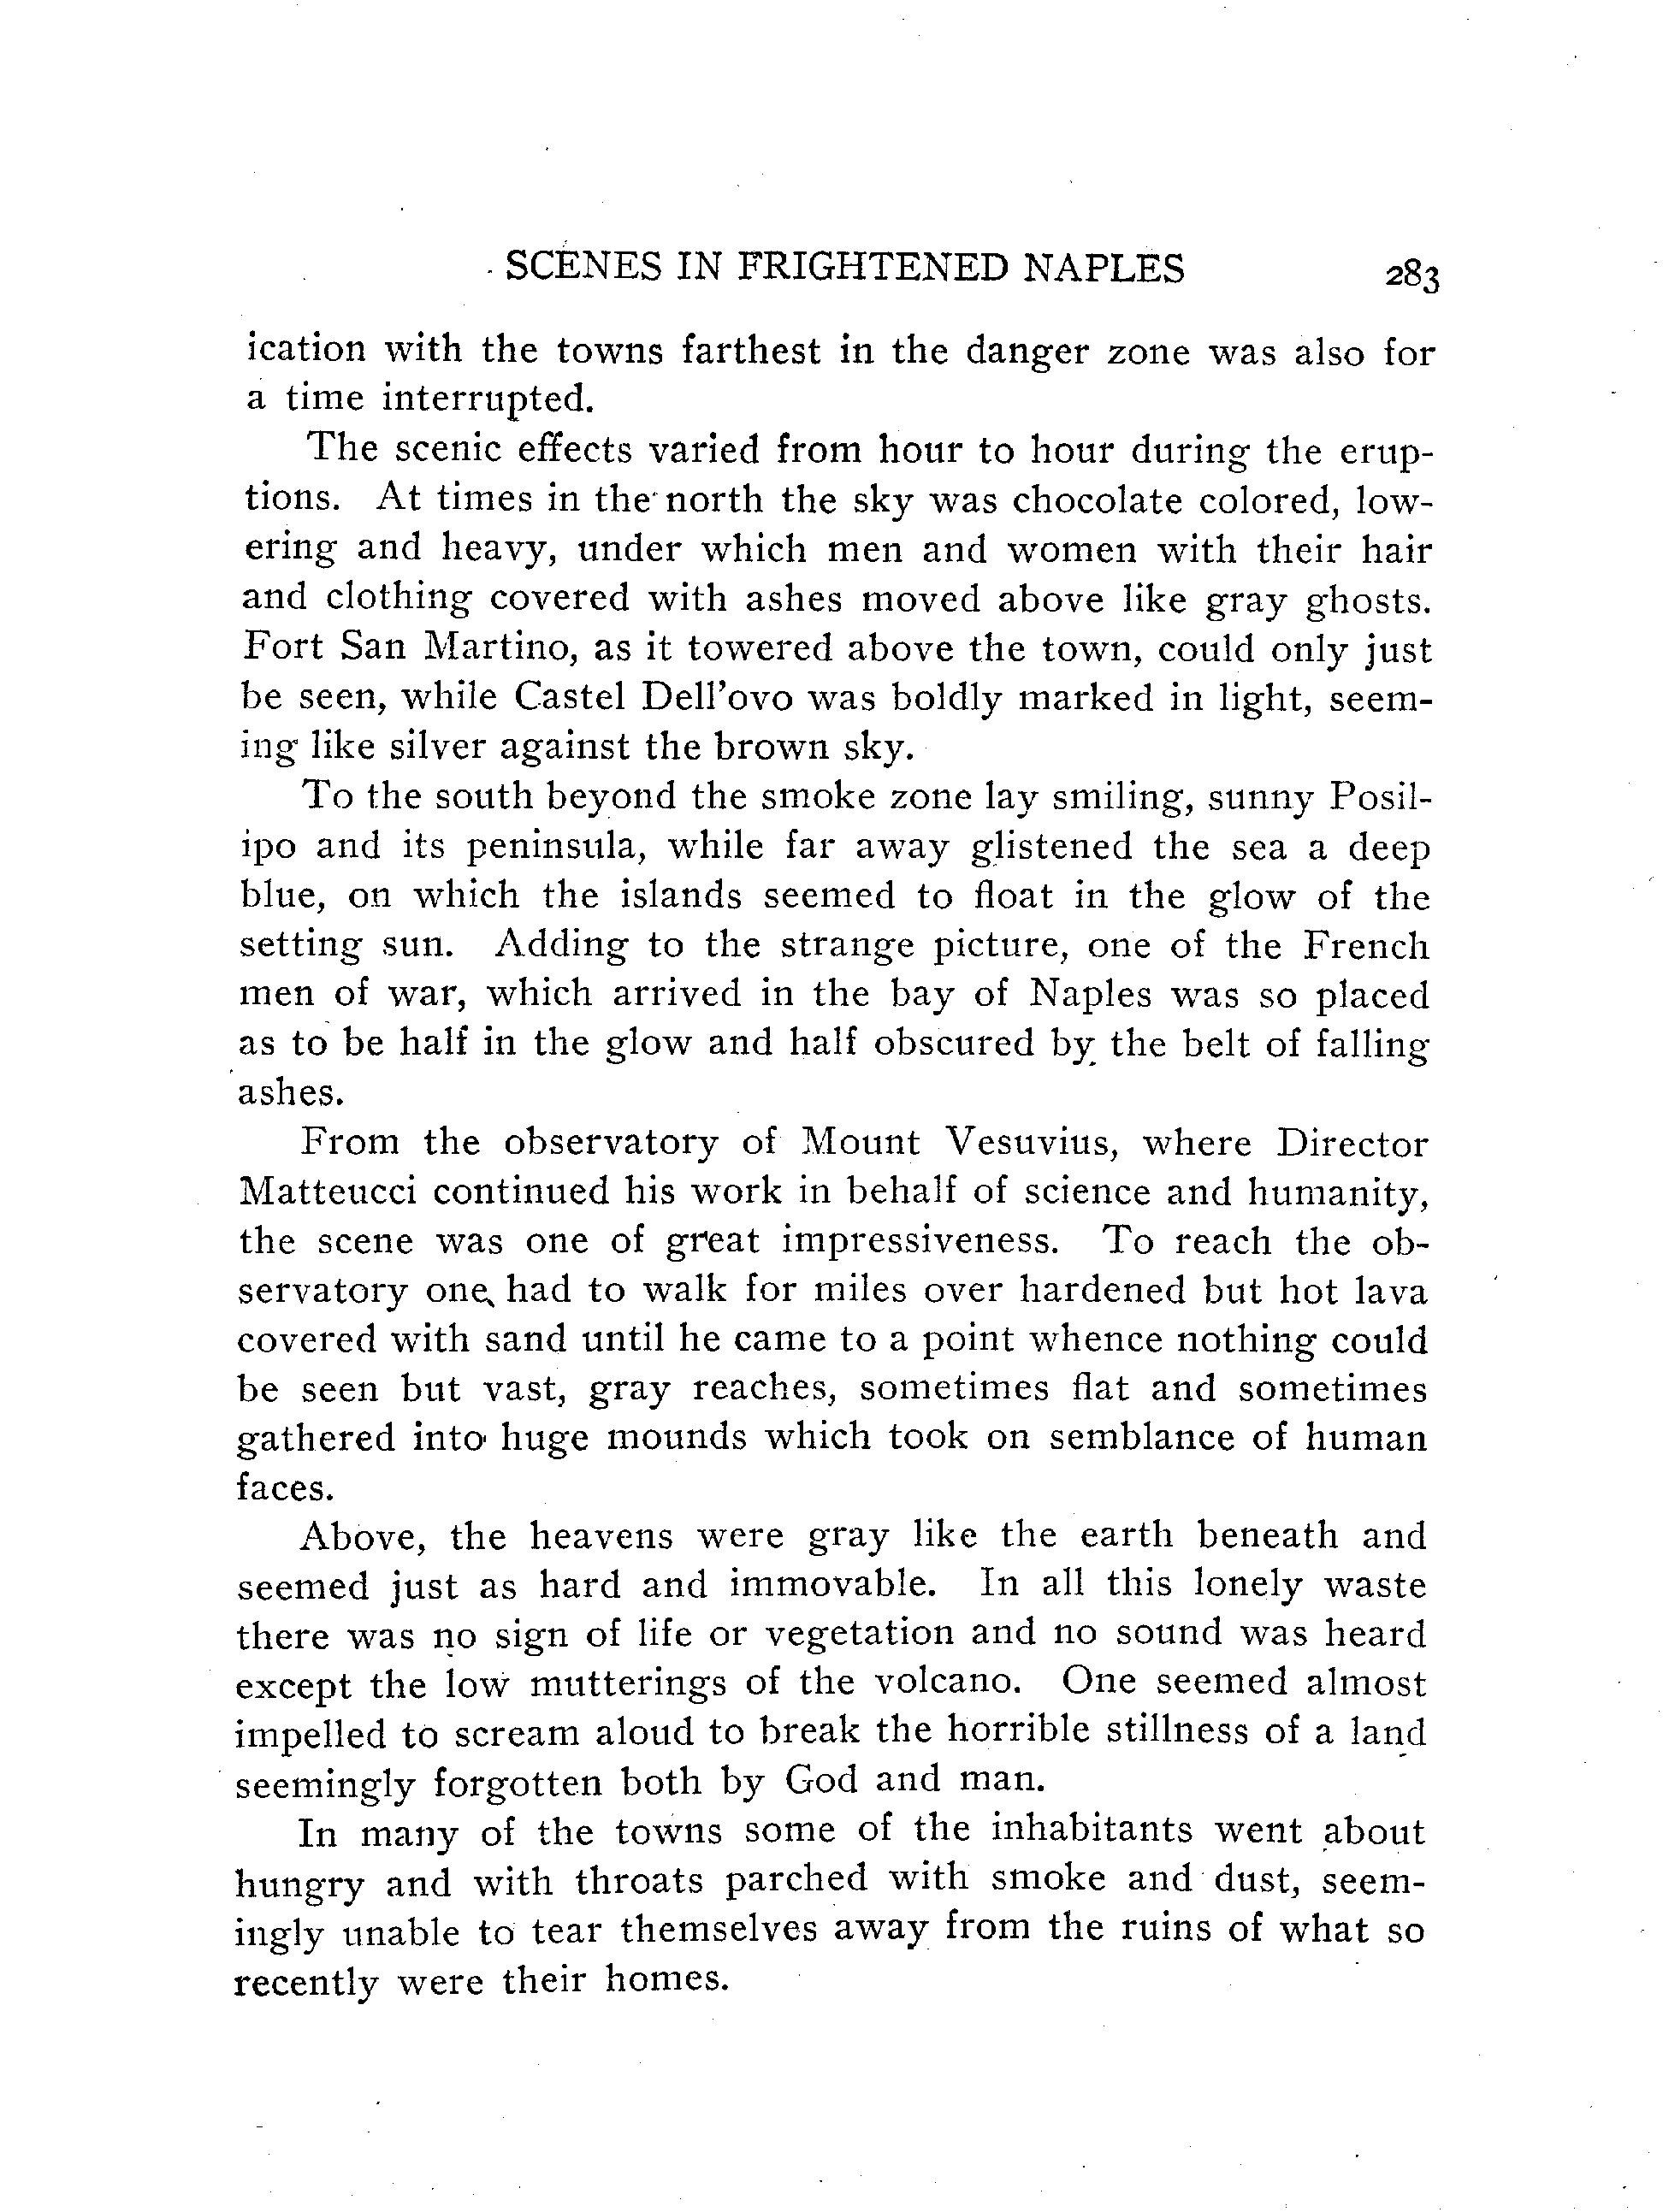 SCENES IN FRIGHTENED NAPLES 283
ication with the towns farthest in the danger zone was also for
a time interrupted.
The scenic effects varied from hour to hour during the erup-
tions. At times in the north the sky was chocolate colored, low-
ering and heavy, under which men and women with their hair
and clothing covered with ashes moved above like gray ghosts.
Fort San Martino, as it towered above the town, could only just
be seen, while Castel Dell'ovo was boldly marked in light, seem-
ing like silver against the brown sky.
To the south beyond the smoke zone lay smiling, sunny Posil-
ipo and its peninsula, while far away glistened the sea a deep
blue, on which the islands seemed to float in the glow of the
setting sun. Adding to the strange picture, one of the French
men of war, which arrived in the bay of Naples was so placed
as to be half in the glow and half obscured by the belt of falling
ashes.
From the observatory of Mount Vesuvius, where Director
Matteucci continued his work in behalf of science and humanity,
the scene was one of great impressiveness. To reach the ob-
servatory one had to walk for miles over hardened but hot lava
covered with sand until he came to a point whence nothing could
be seen but vast, gray reaches, sometimes flat and sometimes
gathered into huge mounds which took on semblance of human
faces.
Above, the heavens were gray like the earth beneath and
seemed just as hard and immovable. In all this lonely waste
there was no sign of life or vegetation and no sound was heard
except the low mutterings of the volcano. One seemed almost
impelled to scream aloud to break the horrible stillness of a land
seemingly forgotten both by God and man.
In many of the towns some of the inhabitants went about
hungry and with throats parched with smoke and dust, seem-
ingly unable to tear themselves away from the ruins of what so
recently were their homes.